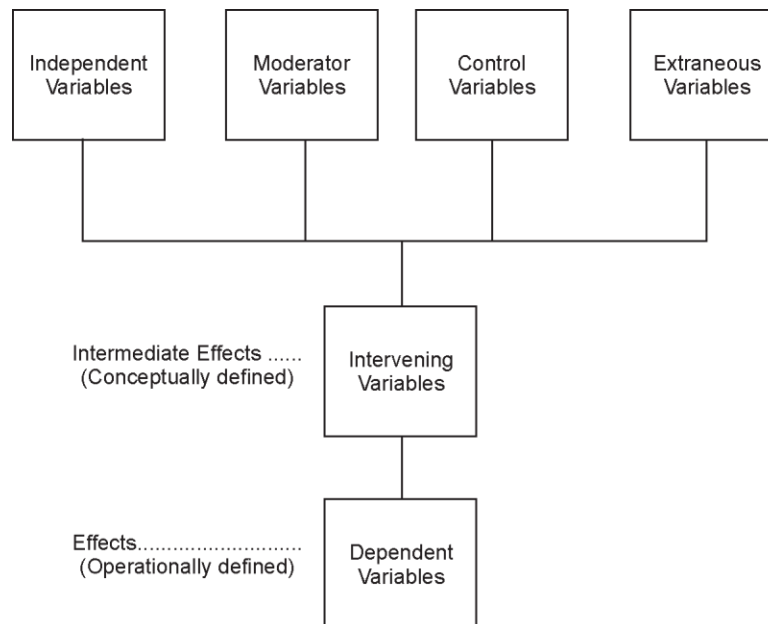 Independent
Variables
Moderator
Variables
Control
Variables
Extraneous
Variables
Intermediate Effects ......
(Conceptually defined)
Intervening
Variables
Effects............................
(Operationally defined)
Dependent
Variables